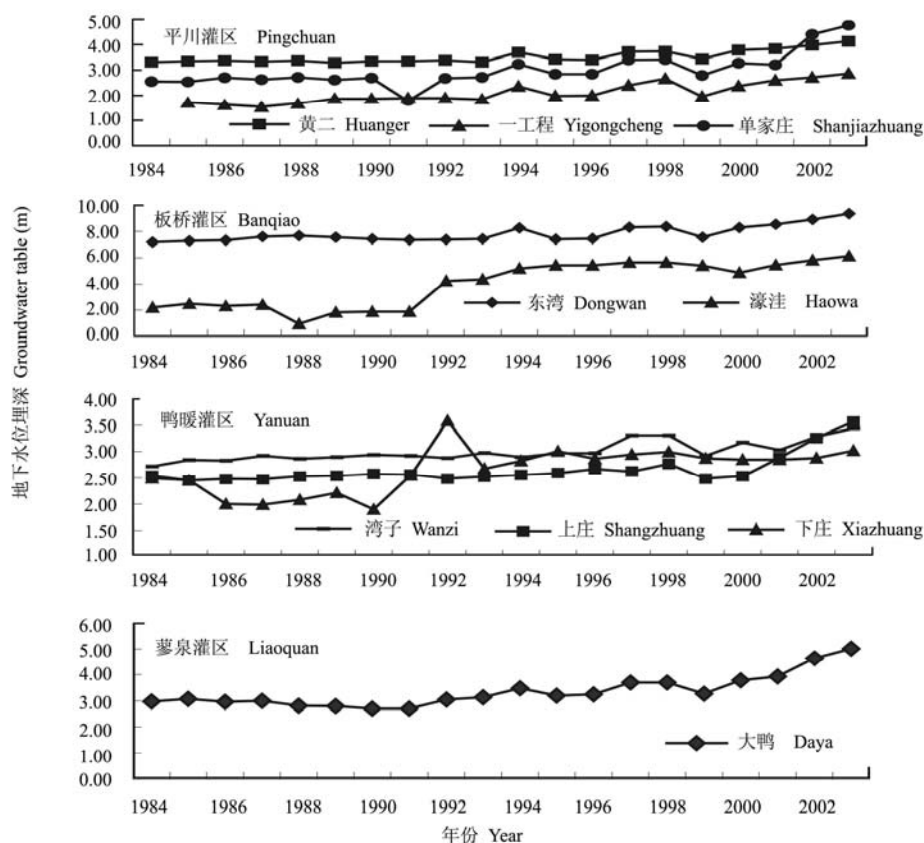 地下水位埋深 Groundwater table (m)
5.00
4.00
3.00
2.00
1.00
0.00
平川灌区 Pingchuan
黄二 Huanger
一工程 Yigongcheng
单家庄 Shanjiazhuang
1984 1986 1988 1990 1992 1994 1996 1998 2000 2002
10.00
8.00
6.00
4.00
2.00
0.00
板桥灌区 Banqiao
东湾 Dongwan
濠洼 Haowa
1984 1986 1988 1990 1992 1994 1996 1998 2000 2002
4.00
3.50
3.00
2.50
2.00
1.50
1.00
鸭暖灌区 Yanuan
湾子 Wanzi
上庄 Shangzhuang
下庄 Xiazhuang
1984 1986 1988 1990 1992 1994 1996 1998 2000 2002
6.00
5.00
4.00
3.00
2.00
1.00
0.00
蓼泉灌区 Liaoquan
大鸭 Daya
1984 1986 1988 1990 1992 1994 1996 1998 2000 2002
年份 Year